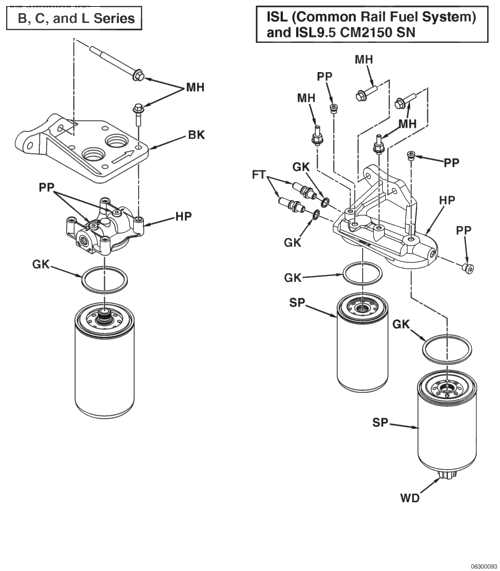 B, C, and L Series
ISL (Common Rail Fuel System)
and ISL9.5 CM2150 SN
MH
PP
MH
MH
MH
BK
PP
GK
FT
PP
HP
PP
HP
GK
GK
GK
SP
GK
SP
WD
06300093